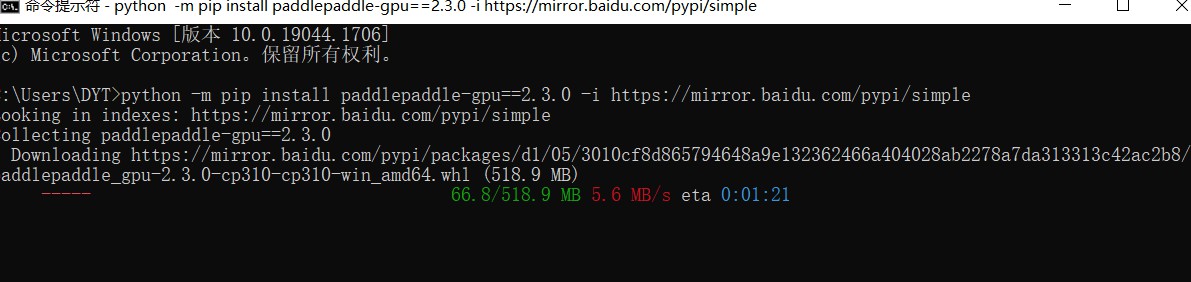 命令提示符 - python -m pip install paddlepaddle-gpu==2.3.0 -i https://mirror.baidu.com/pypi/simple
icrosoft Windows [版本 10.0.19044.1706]
c) Microsoft Corporation。保留所有权利。
:\Users\DYT>python -m pip install paddlepaddle-gpu==2.3.0 -i https://mirror.baidu.com/pypi/simple
ooking in indexes: https://mirror.baidu.com/pypi/simple
ollecting paddlepaddle-gpu==2.3.0
Downloading https://mirror.baidu.com/pypi/packages/d1/05/3010cf8d865794648a9e132362466a404028ab2278a7da313313c42ac2b8/
addlepaddle_gpu-2.3.0-cp310-cp310-win_amd64.whl (518.9 MB)
----- 66.8/518.9 MB 5.6 MB/s eta 0:01:21